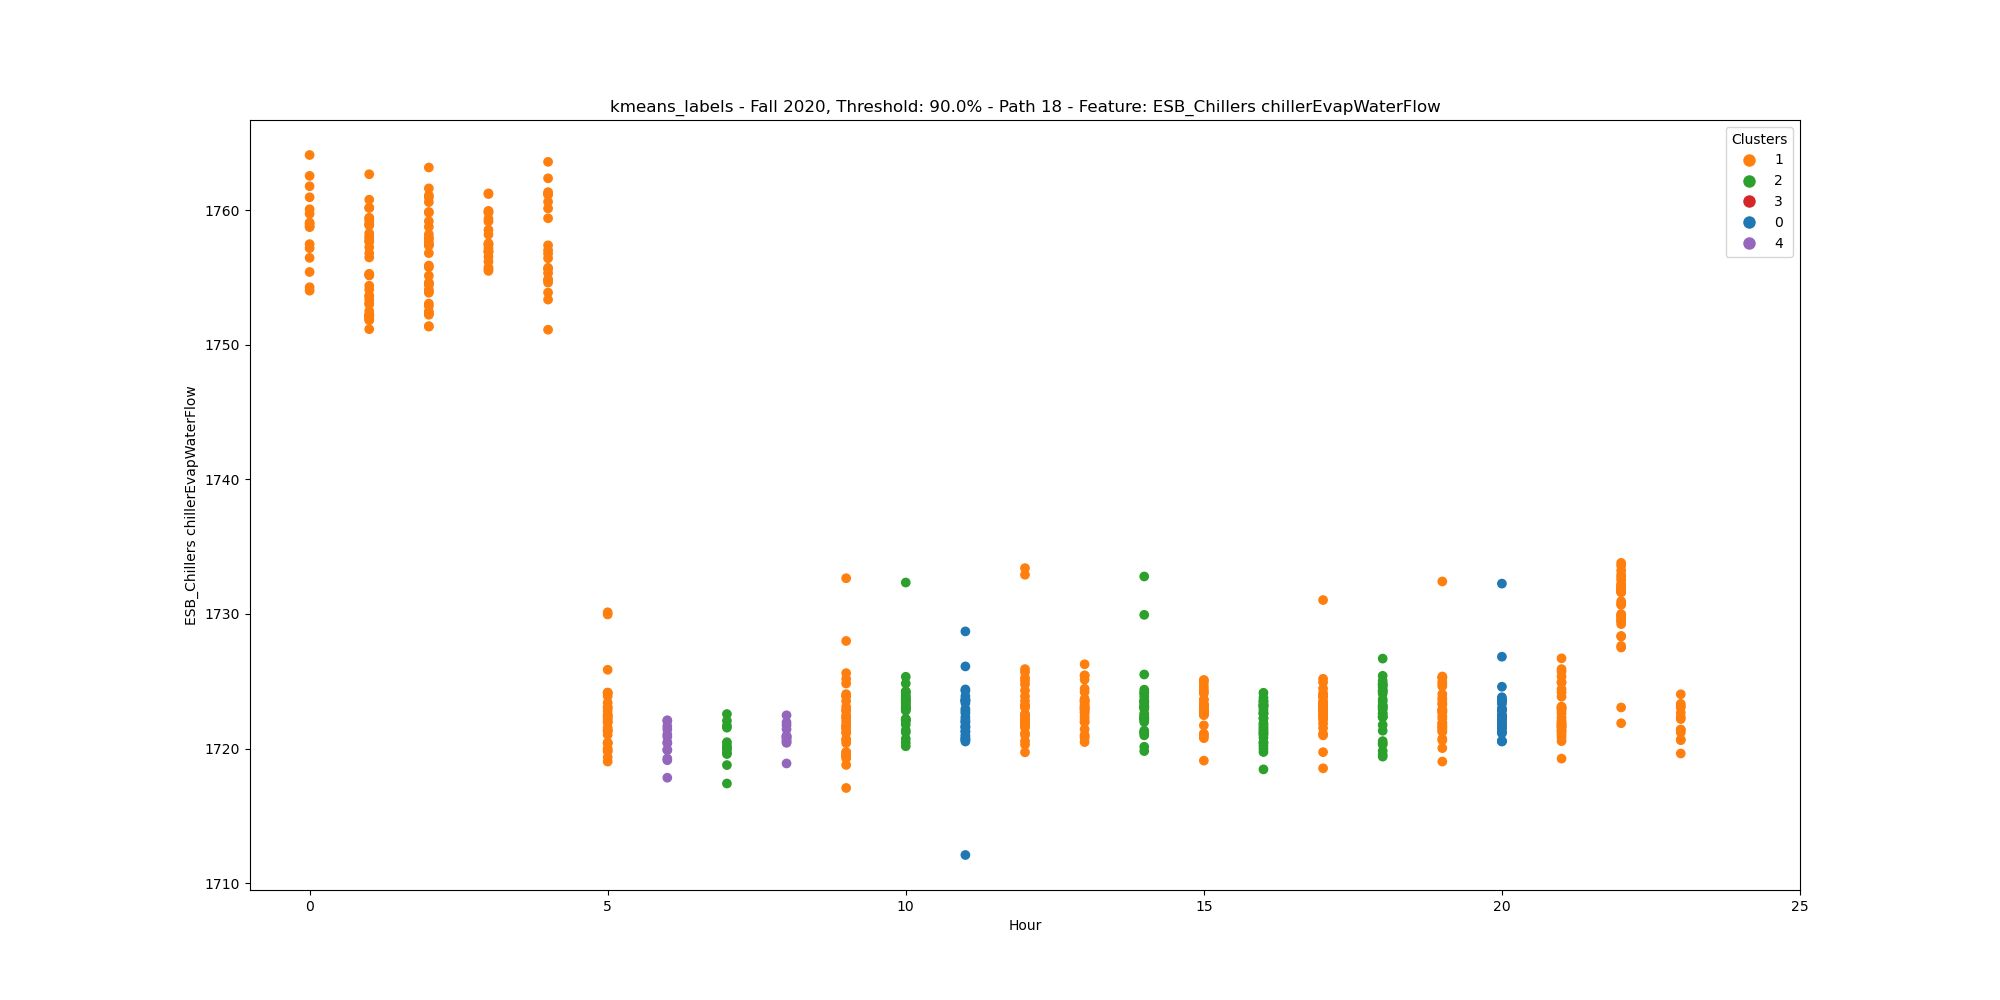 kmeans_labels - Fall 2020, Threshold: 90.0% - Path 18 - Feature: ESB_Chillers chillerEvapWaterFlow
Clusters
1
2
3
0
4
ESB_Chillers chillerEvapWaterFlow
1760
1750
1740
1730
1720
1710
0 5 10 15 20 25
Hour